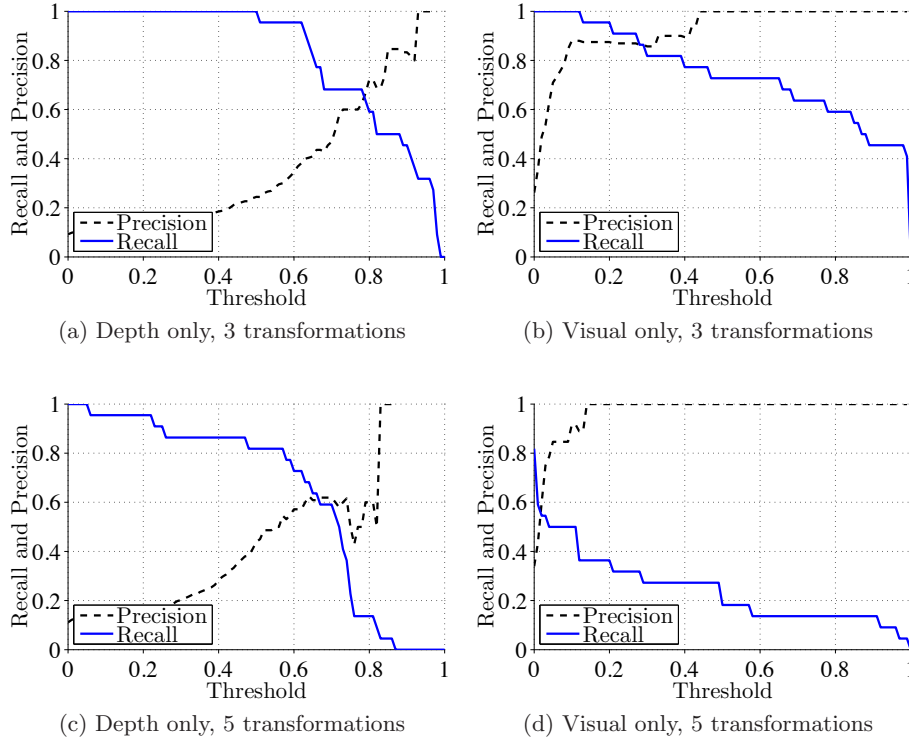 1
0.8
0.6
0.4
0.2
0
Recall and Precision
Precision
Recall
0 0.2 0.4 0.6 0.8 1
Threshold
(a) Depth only, 3 transformations
1
0.8
0.6
0.4
0.2
0
Recall and Precision
Precision
Recall
0 0.2 0.4 0.6 0.8 1
Threshold
(b) Visual only, 3 transformations
1
0.8
0.6
0.4
0.2
0
Recall and Precision
Precision
Recall
0 0.2 0.4 0.6 0.8 1
Threshold
(c) Depth only, 5 transformations
1
0.8
0.6
0.4
0.2
0
Recall and Precision
Precision
Recall
0 0.2 0.4 0.6 0.8 1
Threshold
(d) Visual only, 5 transformations